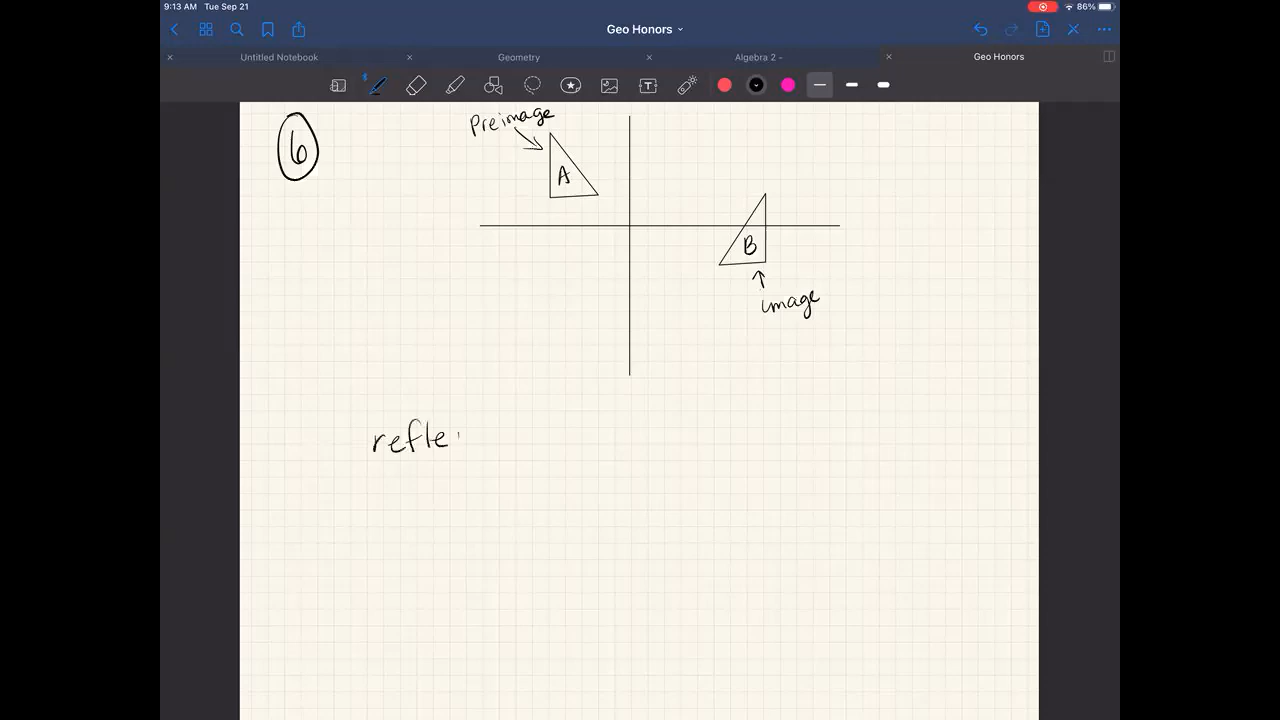 9:13 AM Tue Sep 21
86%
Geo Honors
Untitled Notebook
Geometry
Algebra 2 -
Geo Honors
6
Preimage
A
B
image
refle